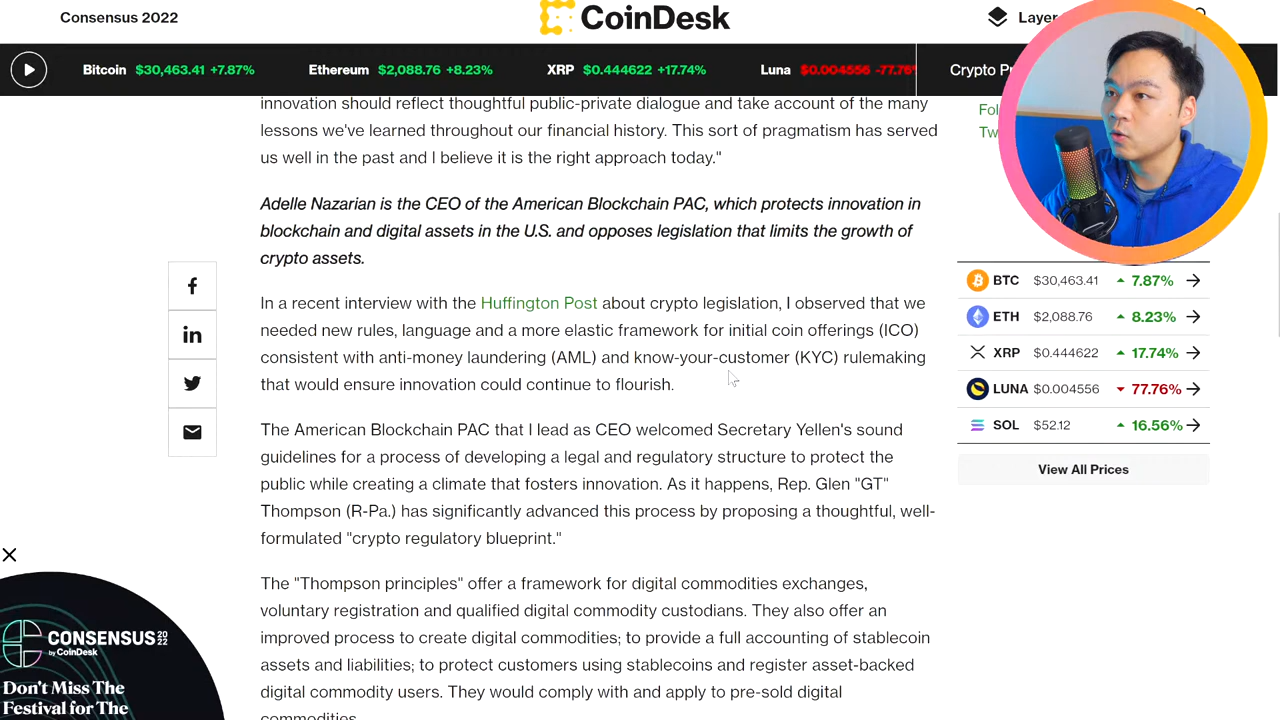 Consensus 2022
CoinDesk
Bitcoin $30,463.41 +7.87%
Ethereum $2,088.76 +8.23%
XRP $0.444622 +17.74%
Luna $0.004556 -77.76%
Crypto
innovation should reflect thoughtful public-private dialogue and take account of the many
lessons we've learned throughout our financial history. This sort of pragmatism has served
us well in the past and I believe it is the right approach today."
Adelle Nazarian is the CEO of the American Blockchain PAC, which protects innovation in
blockchain and digital assets in the U.S. and opposes legislation that limits the growth of
crypto assets.
In a recent interview with the Huffington Post about crypto legislation, I observed that we
needed new rules, language and a more elastic framework for initial coin offerings (ICO)
consistent with anti-money laundering (AML) and know-your-customer (KYC) rulemaking
that would ensure innovation could continue to flourish.
The American Blockchain PAC that I lead as CEO welcomed Secretary Yellen's sound
guidelines for a process of developing a legal and regulatory structure to protect the
public while creating a climate that fosters innovation. As it happens, Rep. Glen "GT"
Thompson (R-Pa.) has significantly advanced this process by proposing a thoughtful, well-
formulated "crypto regulatory blueprint."
The "Thompson principles" offer a framework for digital commodities exchanges,
voluntary registration and qualified digital commodity custodians. They also offer an
improved process to create digital commodities; to provide a full accounting of stablecoin
assets and liabilities; to protect customers using stablecoins and register asset-backed
digital commodity users. They would comply with and apply to pre-sold digital
commodities.
BTC $30,463.41 7.87%
ETH $2,088.76 8.23%
XRP $0.444622 17.74%
LUNA $0.004556 77.76%
SOL $52.12 16.56%
View All Prices
CONSENSUS 2022
by CoinDesk
Don't Miss The
Festival for The